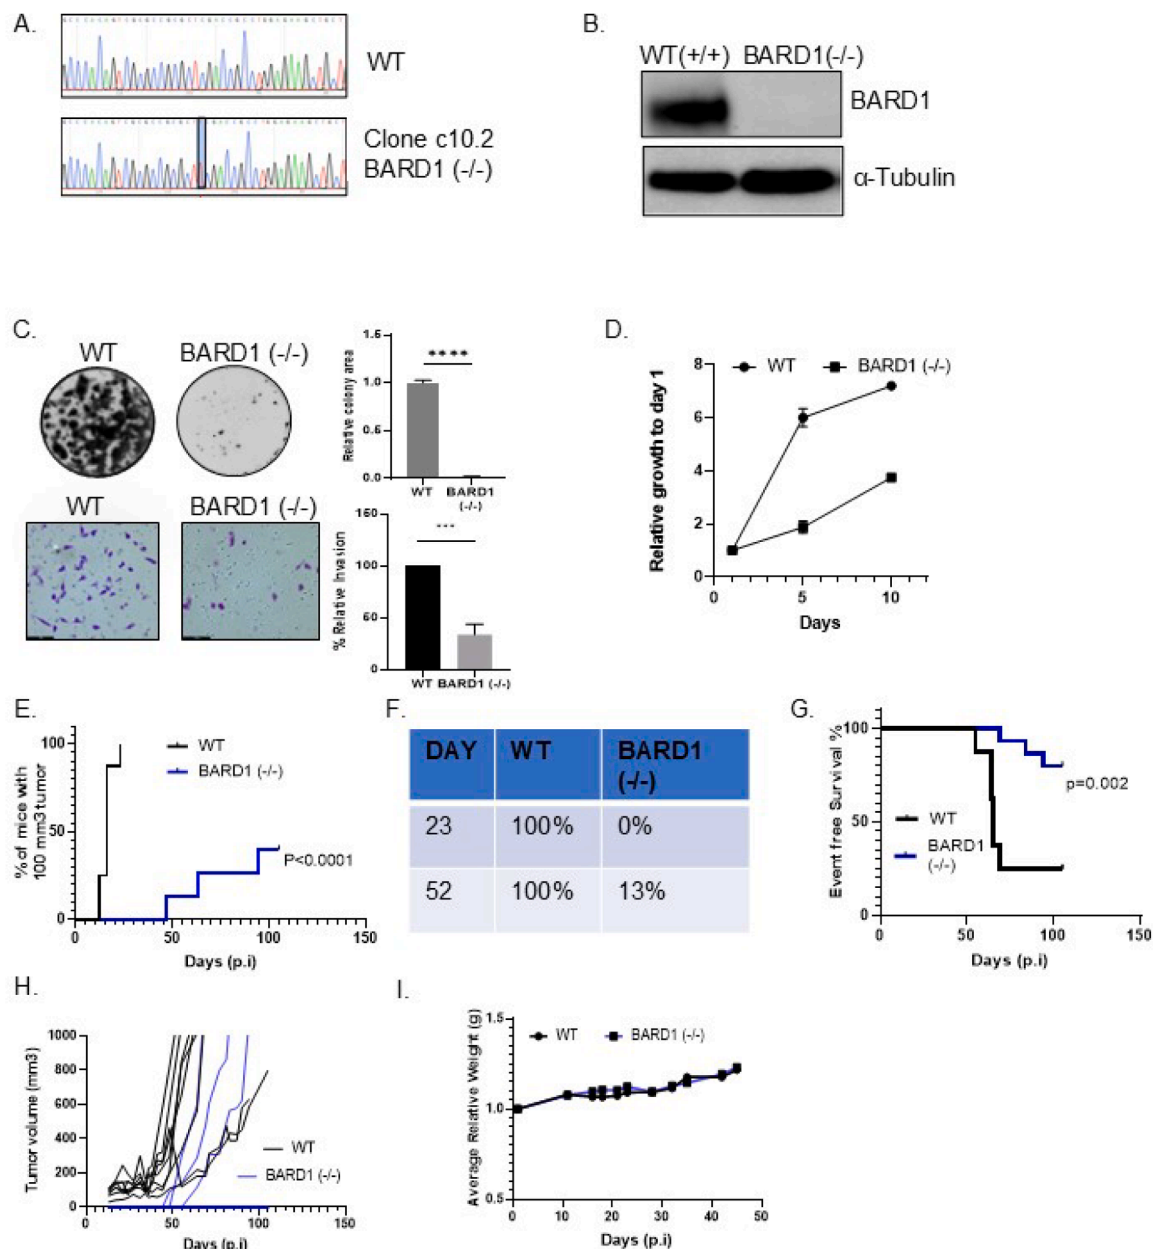 A.
WT
Clone c10.2
BARD1 (-/-)
B.
WT(+/+) BARD1(-/-)
BARD1
α-Tubulin
C.
WT BARD1 (-/-)
WT BARD1 (-/-)
Relative colony area
1.5
1.0
0.5
0.0
****
WT BARD1
(-/-)
% Relative Invasion
150
100
50
0
---
WT BARD1 (-/-)
D.
Relative growth to day 1
8
6
4
2
0
WT BARD1 (-/-)
0 5 10
Days
E.
% of mice with
100 mm3 tumor
100
50
0
WT
BARD1 (-/-)
P<0.0001
0 50 100 150
Days (p.i)
F.
DAY WT BARD1
(-/-)
23 100% 0%
52 100% 13%
G.
Event free Survival %
100
50
0
p=0.002
WT
BARD1
(-/-)
0 50 100 150
Days (p.i)
H.
Tumor volume (mm3)
1000
800
600
400
200
0
WT
BARD1 (-/-)
0 50 100 150
Days (p.i)
I.
Average Relative Weight (g)
1.5
1.0
0.5
WT BARD1 (-/-)
0 10 20 30 40 50
Days (p.i)